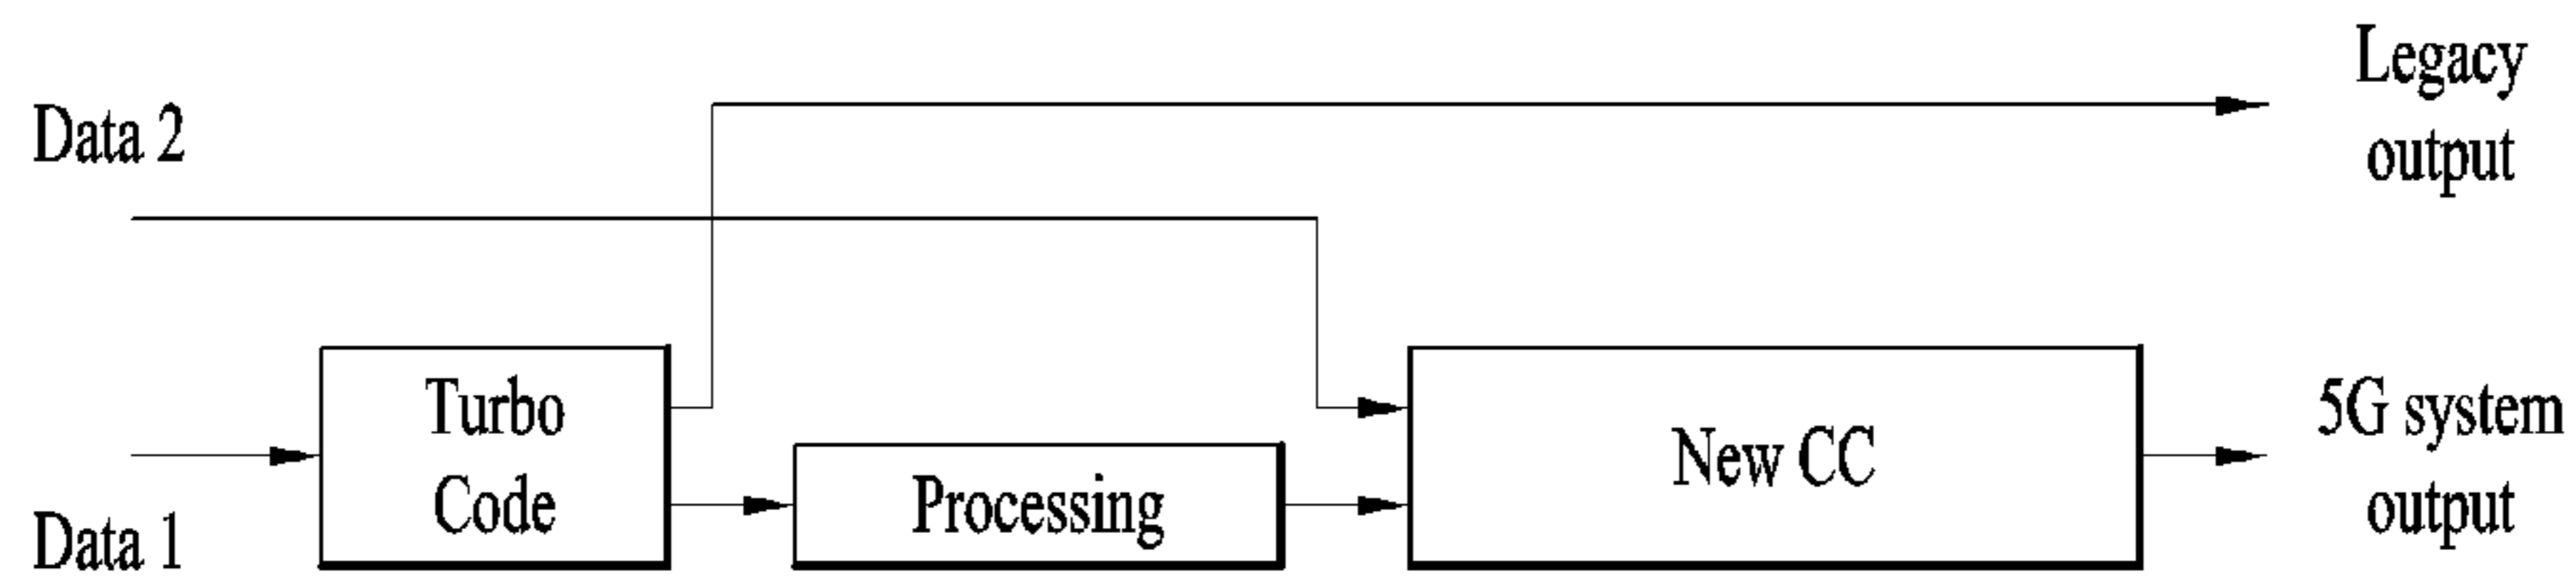 Data 2
Legacy
output
Turbo
Code
Processing
New CC
5G system
output
Data 1